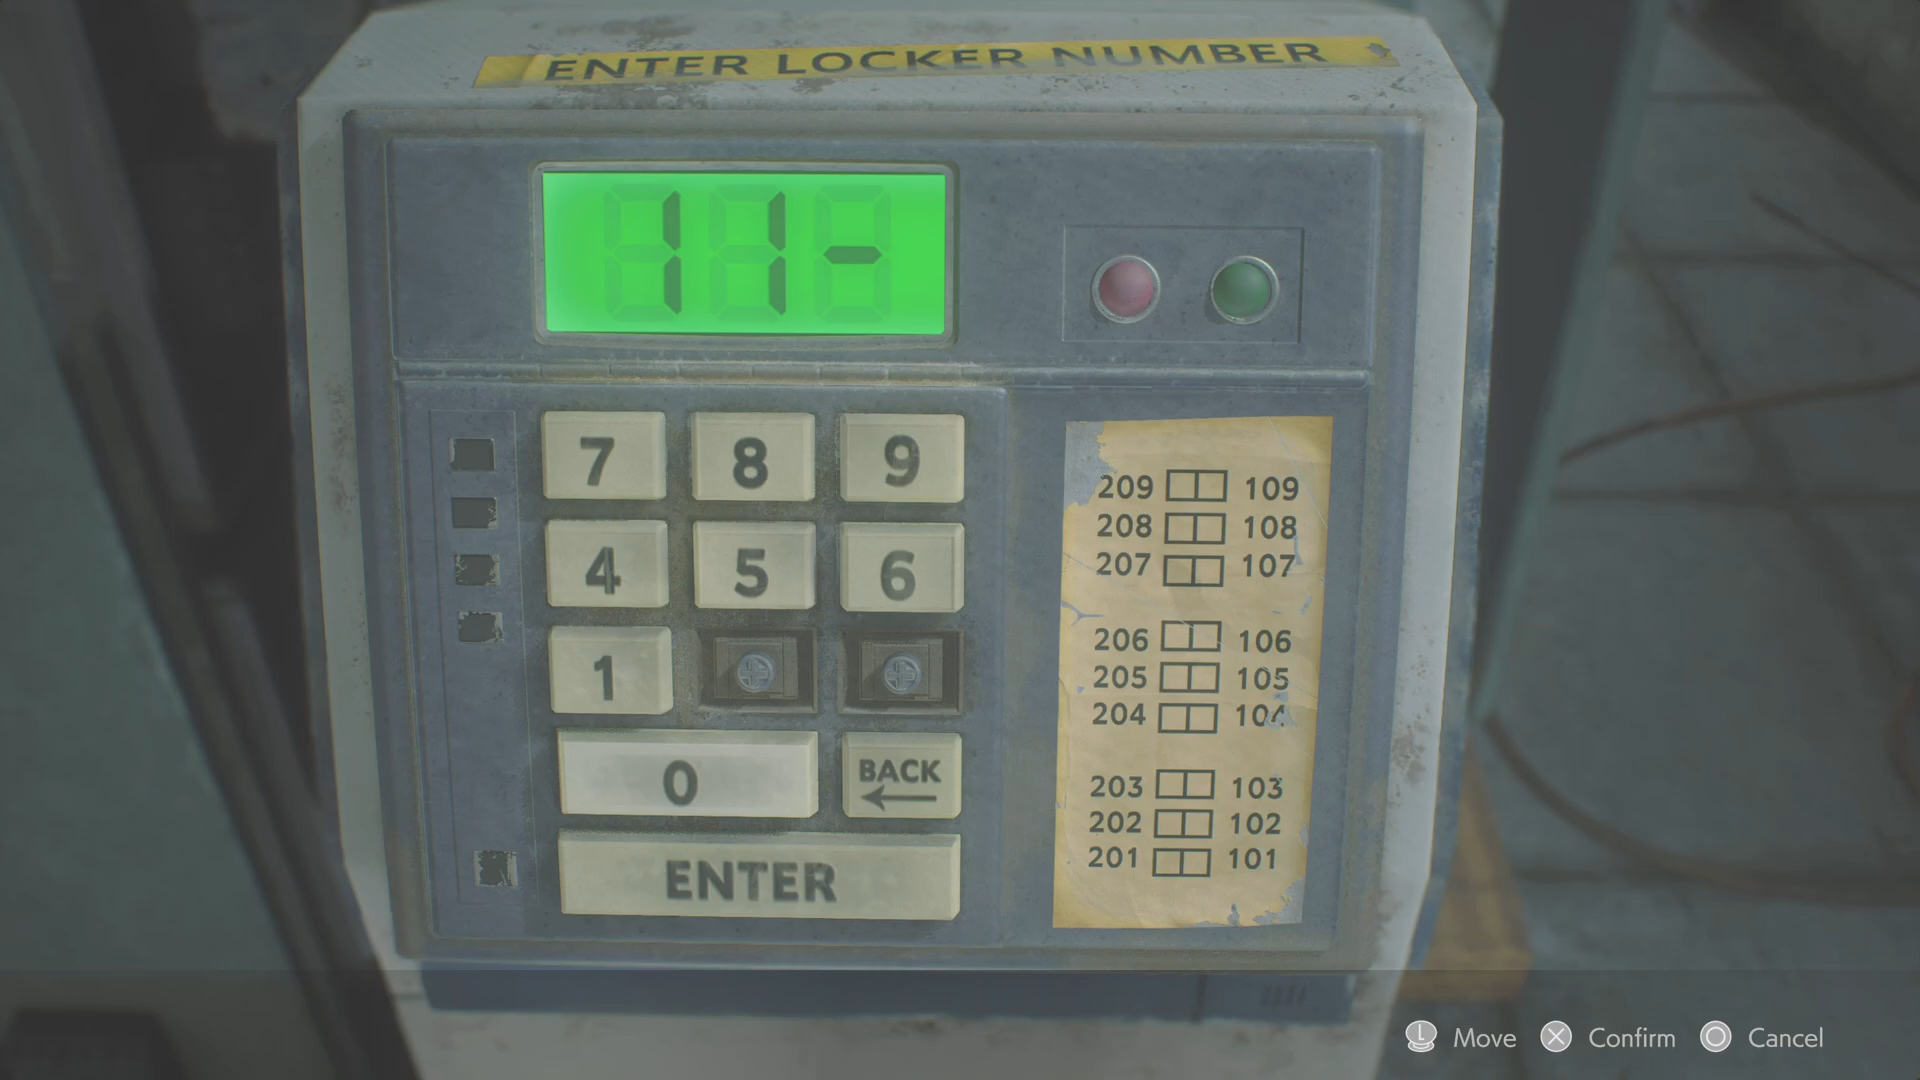 ENTER LOCKER NUMBER
11-
7 8 9
4 5 6
1
0 BACK
ENTER
209 109
208 108
207 107
206 106
205 105
204 104
203 103
202 102
201 101
L Move Confirm Cancel